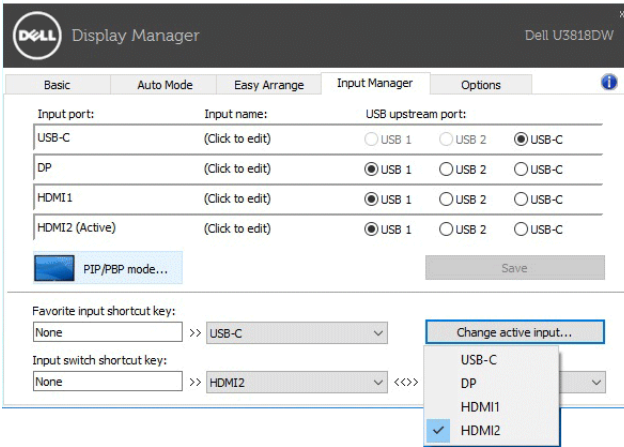 DELL Display Manager Dell U3818DW
Basic Auto Mode Easy Arrange Input Manager Options
Input port: Input name: USB upstream port:
USB-C (Click to edit) USB 1 USB 2 USB-C
DP (Click to edit) USB 1 USB 2 USB-C
HDMI1 (Click to edit) USB 1 USB 2 USB-C
HDMI2 (Active) (Click to edit) USB 1 USB 2 USB-C
PIP/PBP mode... Save
Favorite input shortcut key:
None >> USB-C Change active input...
Input switch shortcut key:
None >> HDMI2 <<>>
USB-C
DP
HDMI1
HDMI2